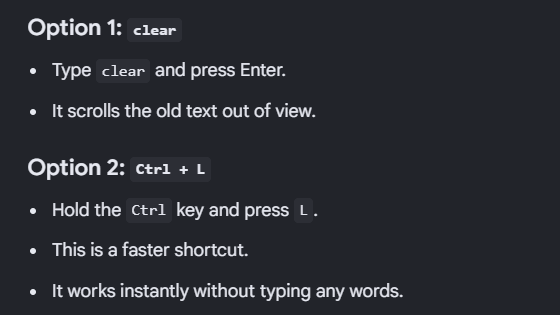 Option 1: clear
• Type clear and press Enter.
• It scrolls the old text out of view.
Option 2: Ctrl + L
• Hold the Ctrl key and press L.
• This is a faster shortcut.
• It works instantly without typing any words.